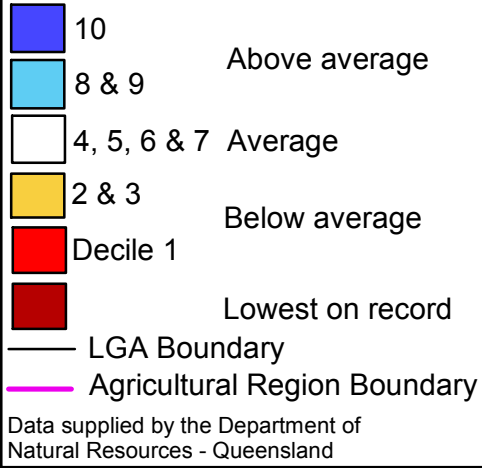 10
Above average
8 & 9
4, 5, 6 & 7 Average
2 & 3
Below average
Decile 1
Lowest on record
LGA Boundary
Agricultural Region Boundary
Data supplied by the Department of
Natural Resources - Queensland